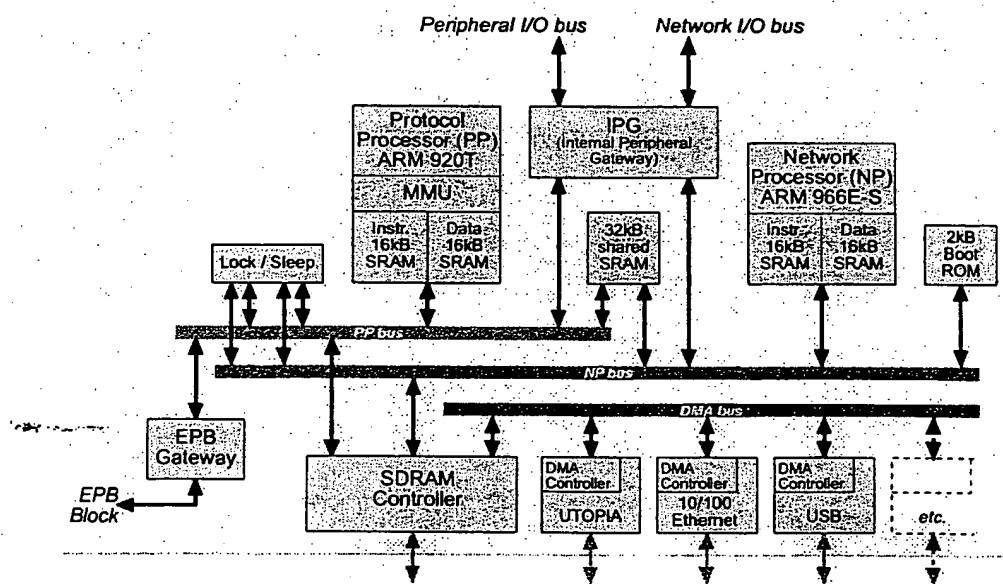 Peripheral I/O bus
Network I/O bus
Protocol
Processor (PP)
ARM 920T
MMU
Instr.
16kB
SRAM
Data
16kB
SRAM
IPG
(Internal Peripheral
Gateway)
Network
Processor (NP)
ARM 966E-S
Instr.
16kB
SRAM
Data
16kB
SRAM
32kB
shared
SRAM
2kB
Boot
ROM
Lock / Sleep
PP bus
NP bus
DMA bus
EPB
Gateway
EPB
Block
SDRAM
Controller
DMA
Controller
UTOPIA
DMA
Controller
10/100
Ethernet
DMA
Controller
USB
etc.